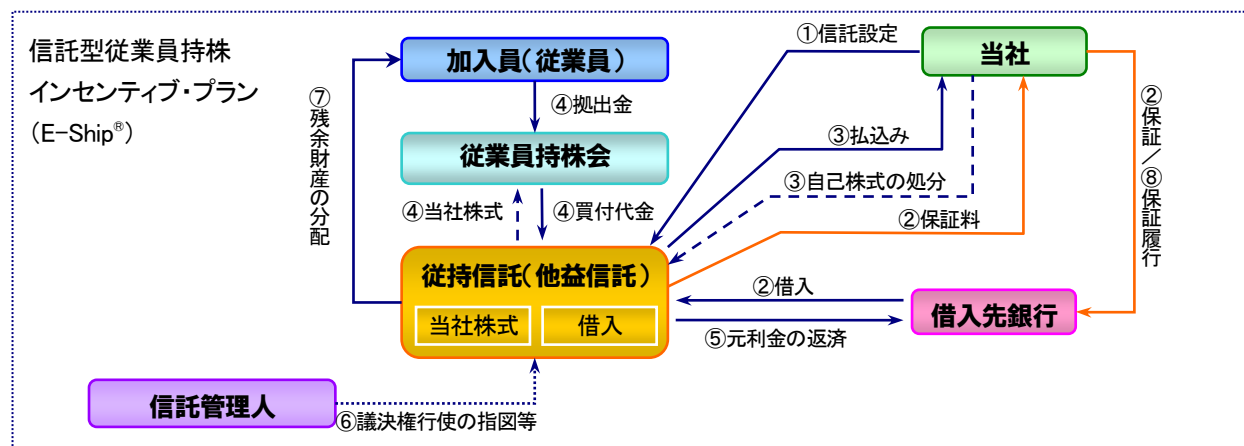 信託型従業員持株
インセンティブ・プラン
（E-Ship®）
加入員（従業員）
①信託設定
当社
④拠出金
⑦残余財産の分配
②保証／⑧保証履行
従業員持株会
③払込み
③自己株式の処分
④当社株式
④買付代金
②保証料
従持信託（他益信託）
当社株式
借入
②借入
借入先銀行
⑤元利金の返済
信託管理人
⑥議決権行使の指図等